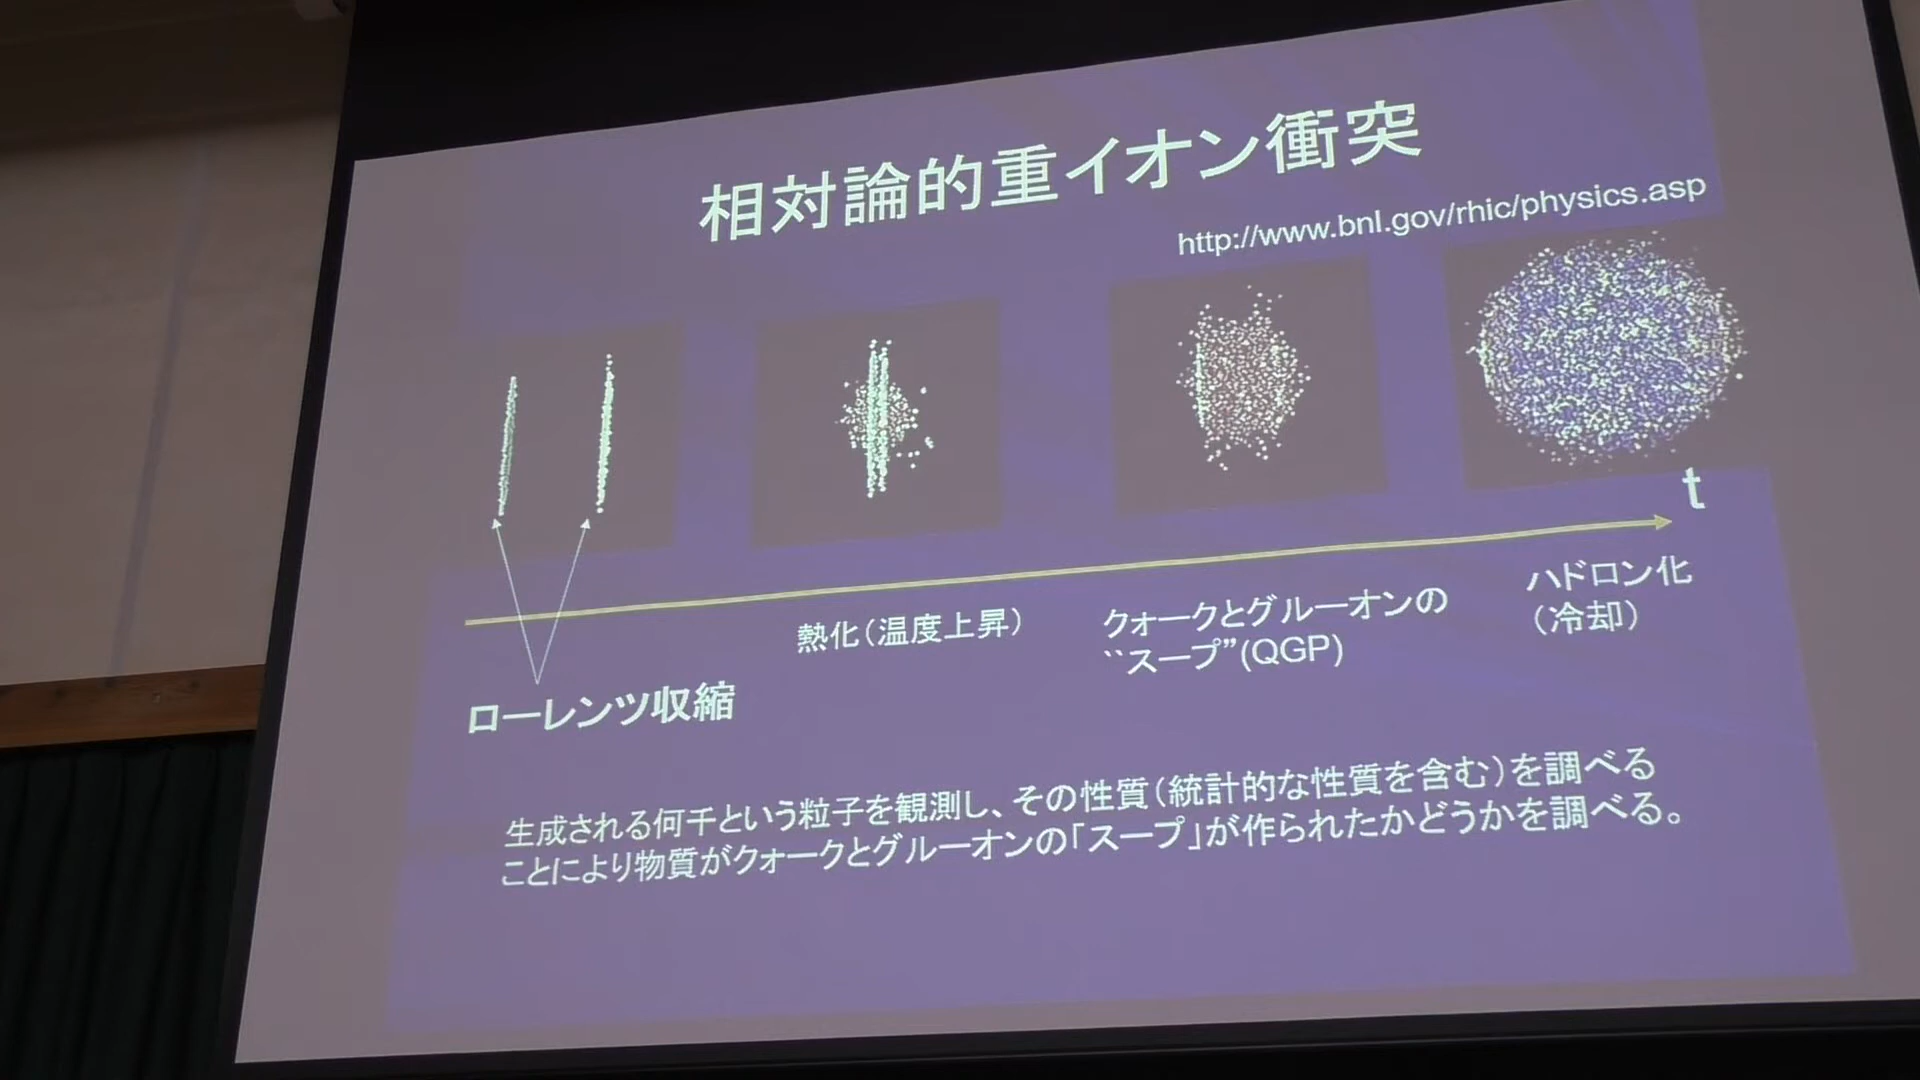 相対論的重イオン衝突
http://www.bnl.gov/rhic/physics.asp
t
熱化(温度上昇)
クォークとグルーオンの
``スープ”(QGP)
ハドロン化
(冷却)
ローレンツ収縮
生成される何千という粒子を観測し、その性質(統計的な性質を含む)を調べる
ことにより物質がクォークとグルーオンの「スープ」が作られたかどうかを調べる。